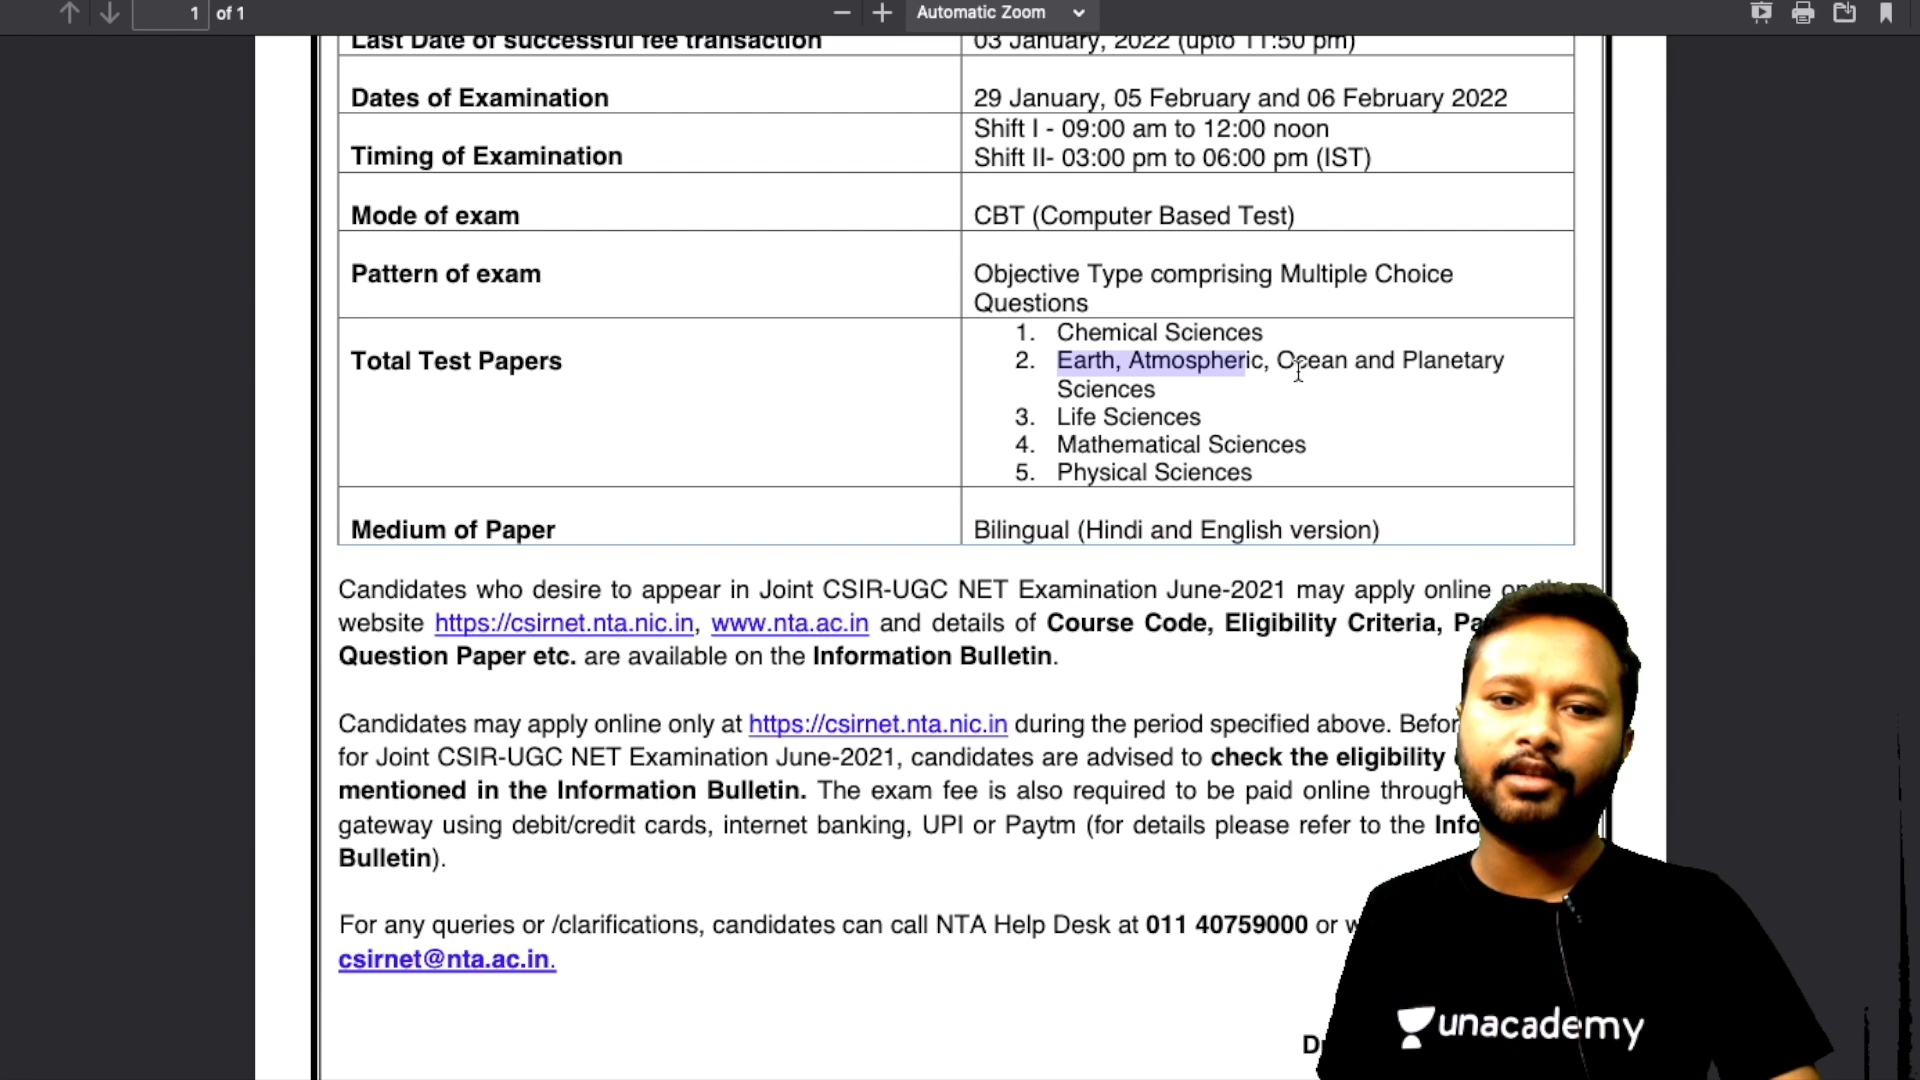 1 of 1 Automatic Zoom
Last Date of successful fee transaction 03 January, 2022 (upto 11:50 pm)
Dates of Examination 29 January, 05 February and 06 February 2022
Shift I - 09:00 am to 12:00 noon
Timing of Examination Shift II- 03:00 pm to 06:00 pm (IST)
Mode of exam CBT (Computer Based Test)
Pattern of exam Objective Type comprising Multiple Choice
Questions
1. Chemical Sciences
Total Test Papers 2. Earth, Atmospheric, Ocean and Planetary
Sciences
3. Life Sciences
4. Mathematical Sciences
5. Physical Sciences
Medium of Paper Bilingual (Hindi and English version)
Candidates who desire to appear in Joint CSIR-UGC NET Examination June-2021 may apply online
website https://csirnet.nta.nic.in, www.nta.ac.in and details of Course Code, Eligibility Criteria,
Question Paper etc. are available on the Information Bulletin.
Candidates may apply online only at https://csirnet.nta.nic.in during the period specified above.
for Joint CSIR-UGC NET Examination June-2021, candidates are advised to check the eligibility
mentioned in the Information Bulletin. The exam fee is also required to be paid online through
gateway using debit/credit cards, internet banking, UPI or Paytm (for details please refer to the
Bulletin).
For any queries or /clarifications, candidates can call NTA Help Desk at 011 40759000 or
csirnet@nta.ac.in.
unacademy